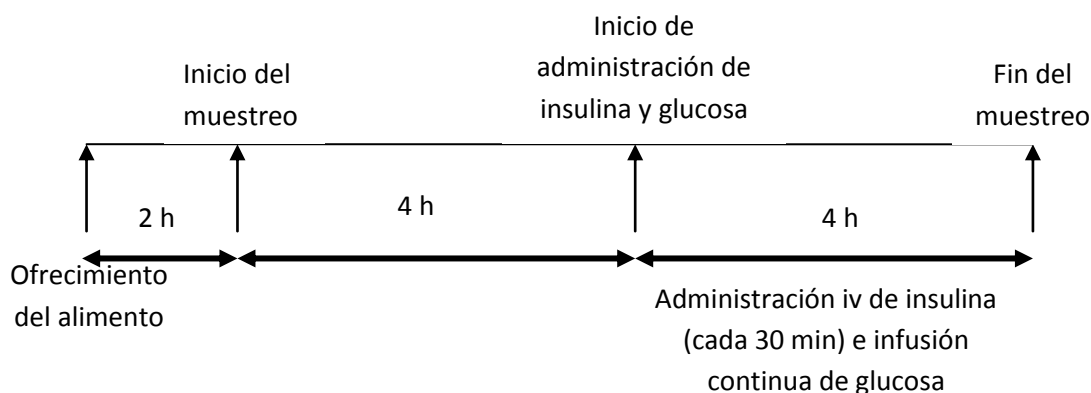 Inicio del
muestreo
Inicio de
administración de
insulina y glucosa
Fin del
muestreo
2 h
4 h
4 h
Ofrecimiento
del alimento
Administración iv de insulina
(cada 30 min) e infusión
continua de glucosa